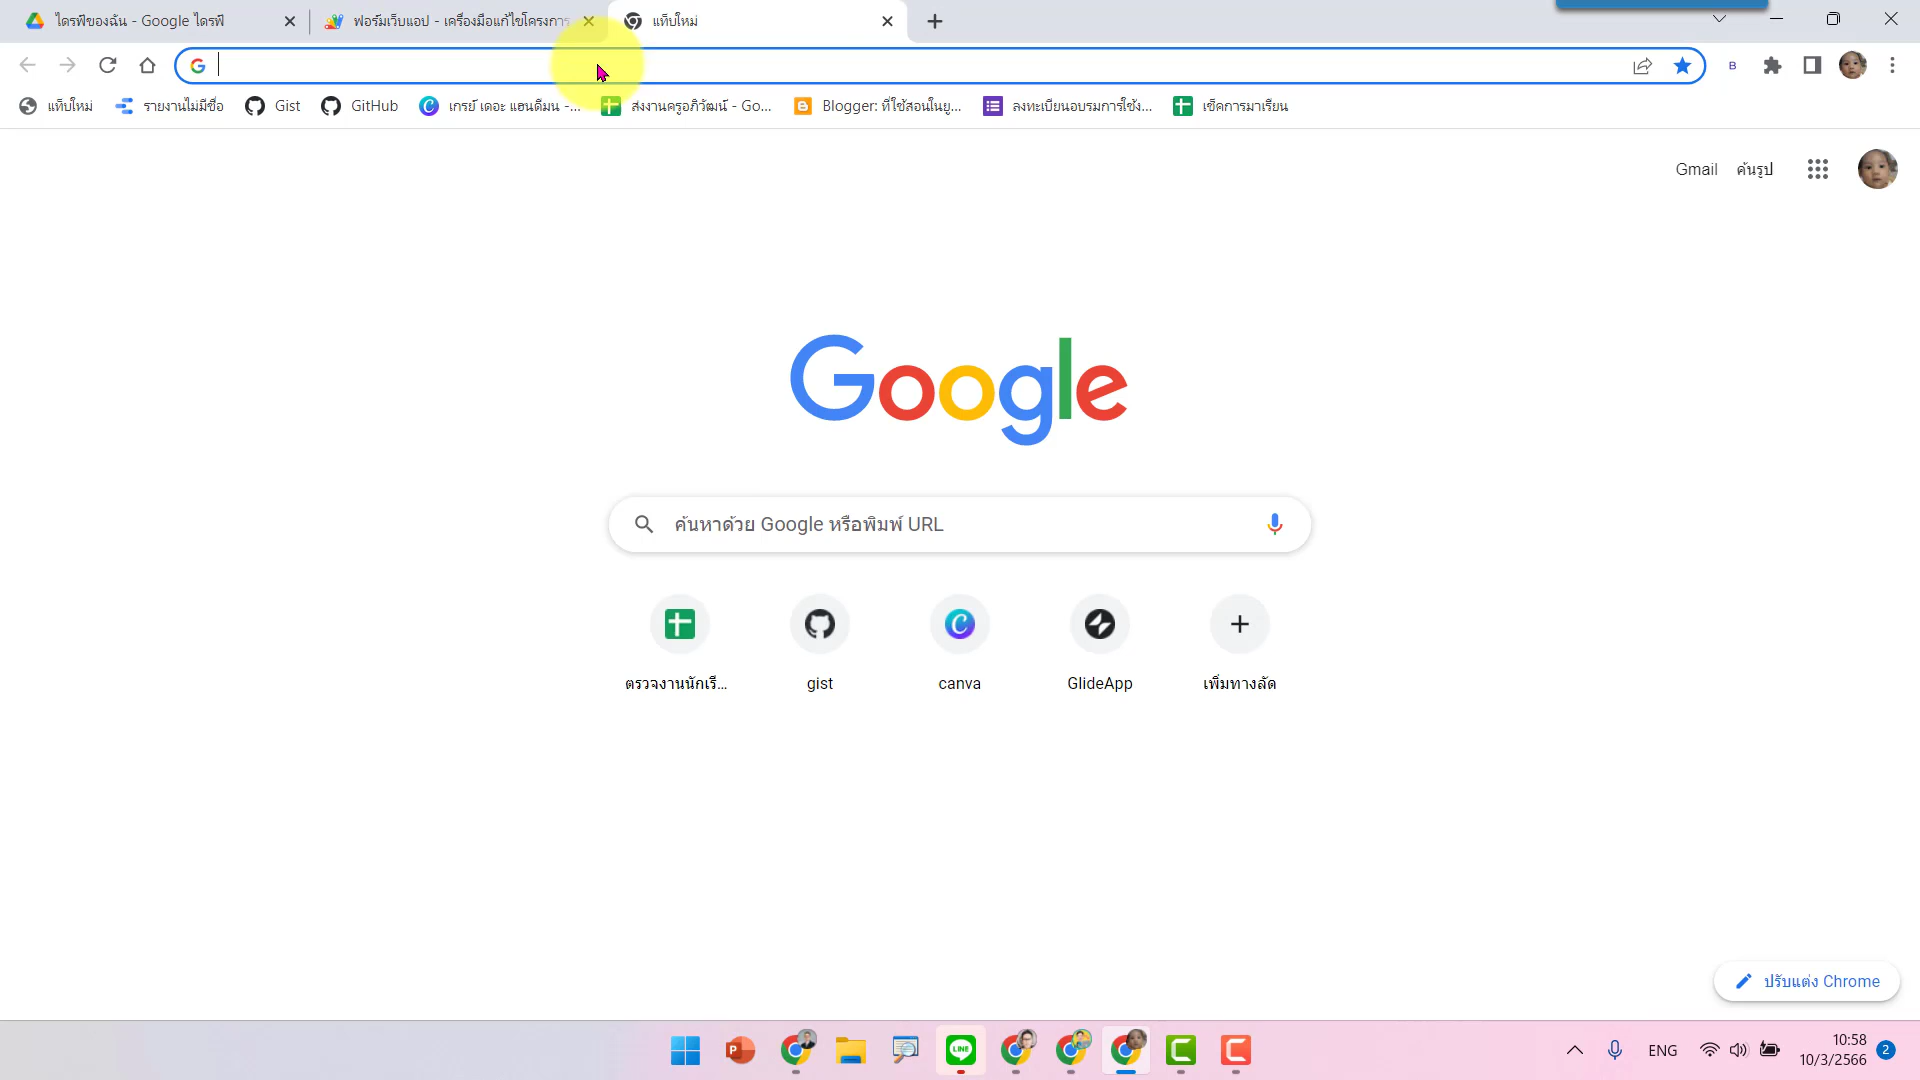 ไดรฟ์ของฉัน - Google ไดรฟ์
ฟอร์มเว็บแอป - เครื่องมือแก้ไขโครงการ
แท็บใหม่
แท็บใหม่
รายงานไม่มีชื่อ
Gist
GitHub
เกรย์ เดอะ แฮนดีมน -...
ส่งงานครูอภิวัฒน์ - Go...
Blogger: ที่ใช้สอนในยู...
ลงทะเบียนอบรมการใช้ง...
เช็คการมาเรียน
Gmail
ค้นรูป
Google
ค้นหาด้วย Google หรือพิมพ์ URL
ตรวจงานนักเรี...
gist
canva
GlideApp
เพิ่มทางลัด
ปรับแต่ง Chrome
LINE
ENG
10:58
10/3/2566
2